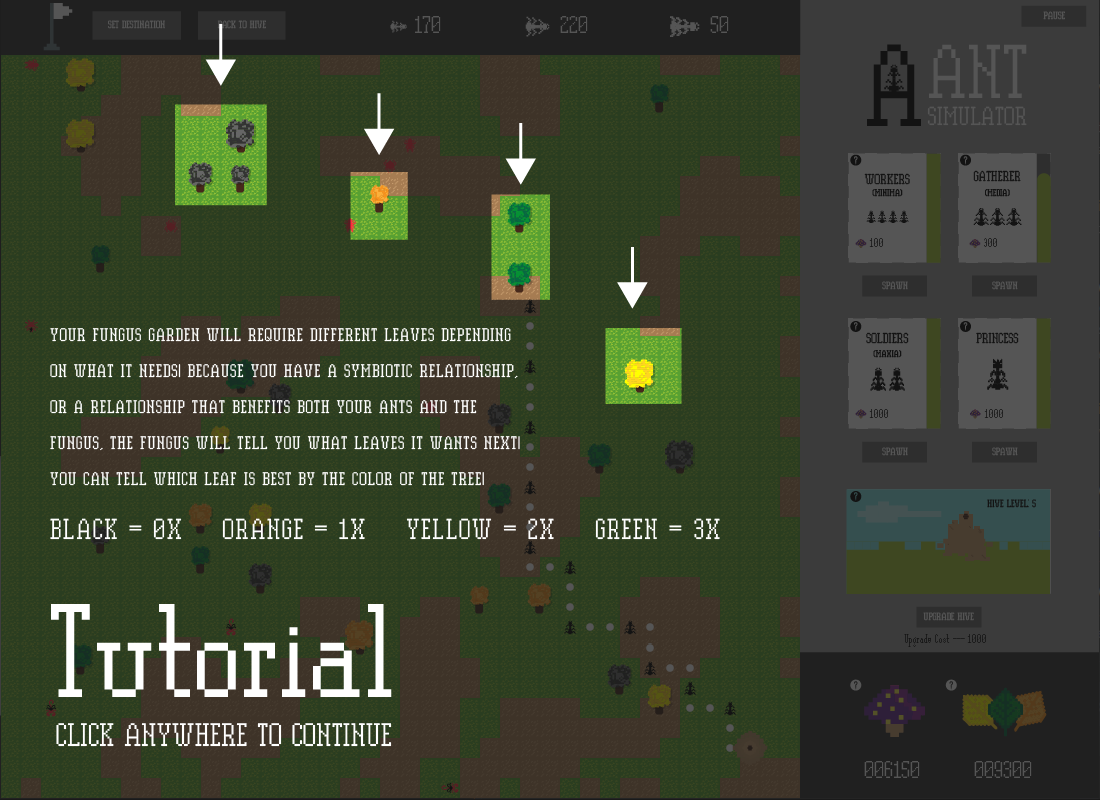 SET DESTINATION
BACK TO HIVE
170
220
50
PAUSE
ANT
SIMULATOR
?
WORKERS
(MINIMA)
100
SPAWN
?
GATHERER
(MEDIA)
300
SPAWN
?
SOLDIERS
(MAXIA)
1000
SPAWN
?
PRINCESS
1000
SPAWN
YOUR FUNGUS GARDEN WILL REQUIRE DIFFERENT LEAVES DEPENDING
ON WHAT IT NEEDS! BECAUSE YOU HAVE A SYMBIOTIC RELATIONSHIP,
OR A RELATIONSHIP THAT BENEFITS BOTH YOUR ANTS AND THE
FUNGUS, THE FUNGUS WILL TELL YOU WHAT LEAVES IT WANTS NEXT!
YOU CAN TELL WHICH LEAF IS BEST BY THE COLOR OF THE TREE!
BLACK = 0X ORANGE = 1X YELLOW = 2X GREEN = 3X
?
HIVE LEVEL 5
UPGRADE HIVE
Upgrade Cost -- 1000
Tutorial
CLICK ANYWHERE TO CONTINUE
?
006150
?
009300